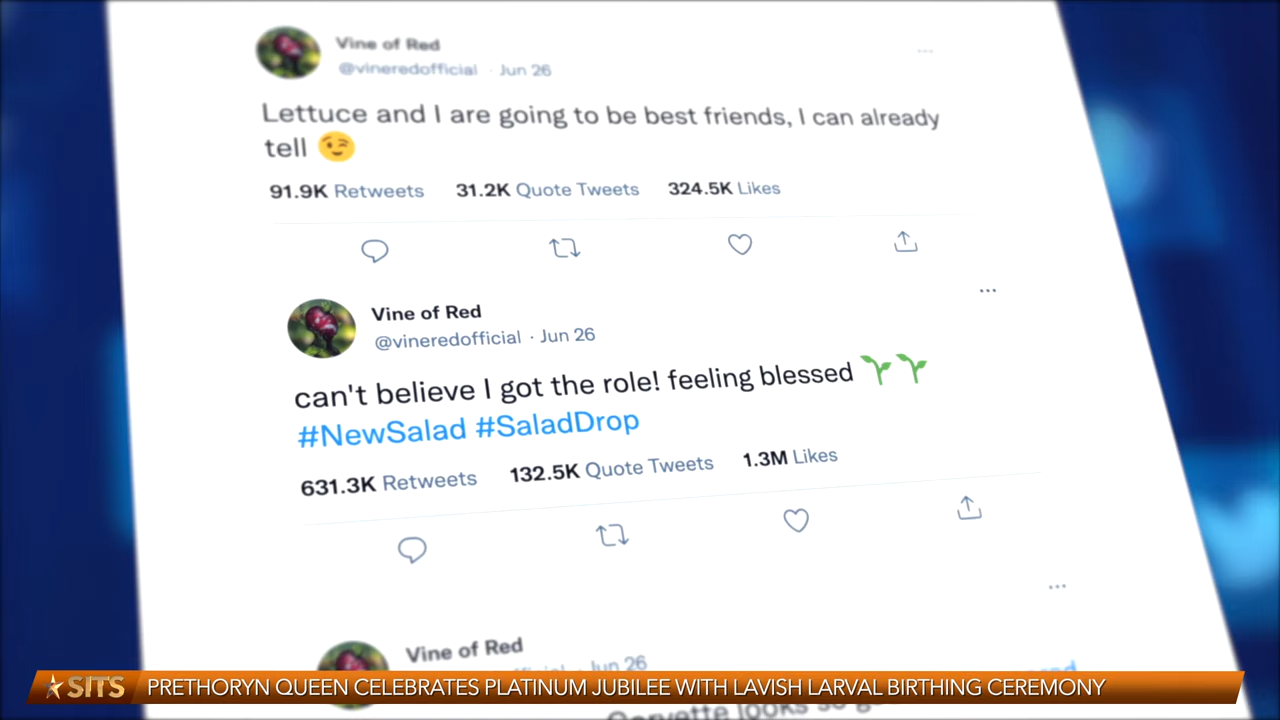 Vine of Red
@vineredofficial · Jun 26
Lettuce and I are going to be best friends, I can already
tell 😉
91.9K Retweets 31.2K Quote Tweets 324.5K Likes
Vine of Red
@vineredofficial · Jun 26
can't believe I got the role! feeling blessed 🌱🌱
#NewSalad #SaladDrop
631.3K Retweets 132.5K Quote Tweets 1.3M Likes
Vine of Red
Jun 26
looks
SITS PRETHORYN QUEEN CELEBRATES PLATINUM JUBILEE WITH LAVISH LARVAL BIRTHING CEREMONY